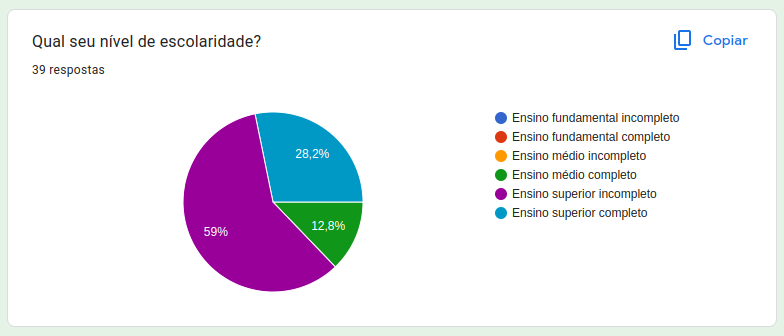 Qual seu nível de escolaridade?
Copiar
39 respostas
28,2%
12,8%
59%
Ensino fundamental incompleto
Ensino fundamental completo
Ensino médio incompleto
Ensino médio completo
Ensino superior incompleto
Ensino superior completo